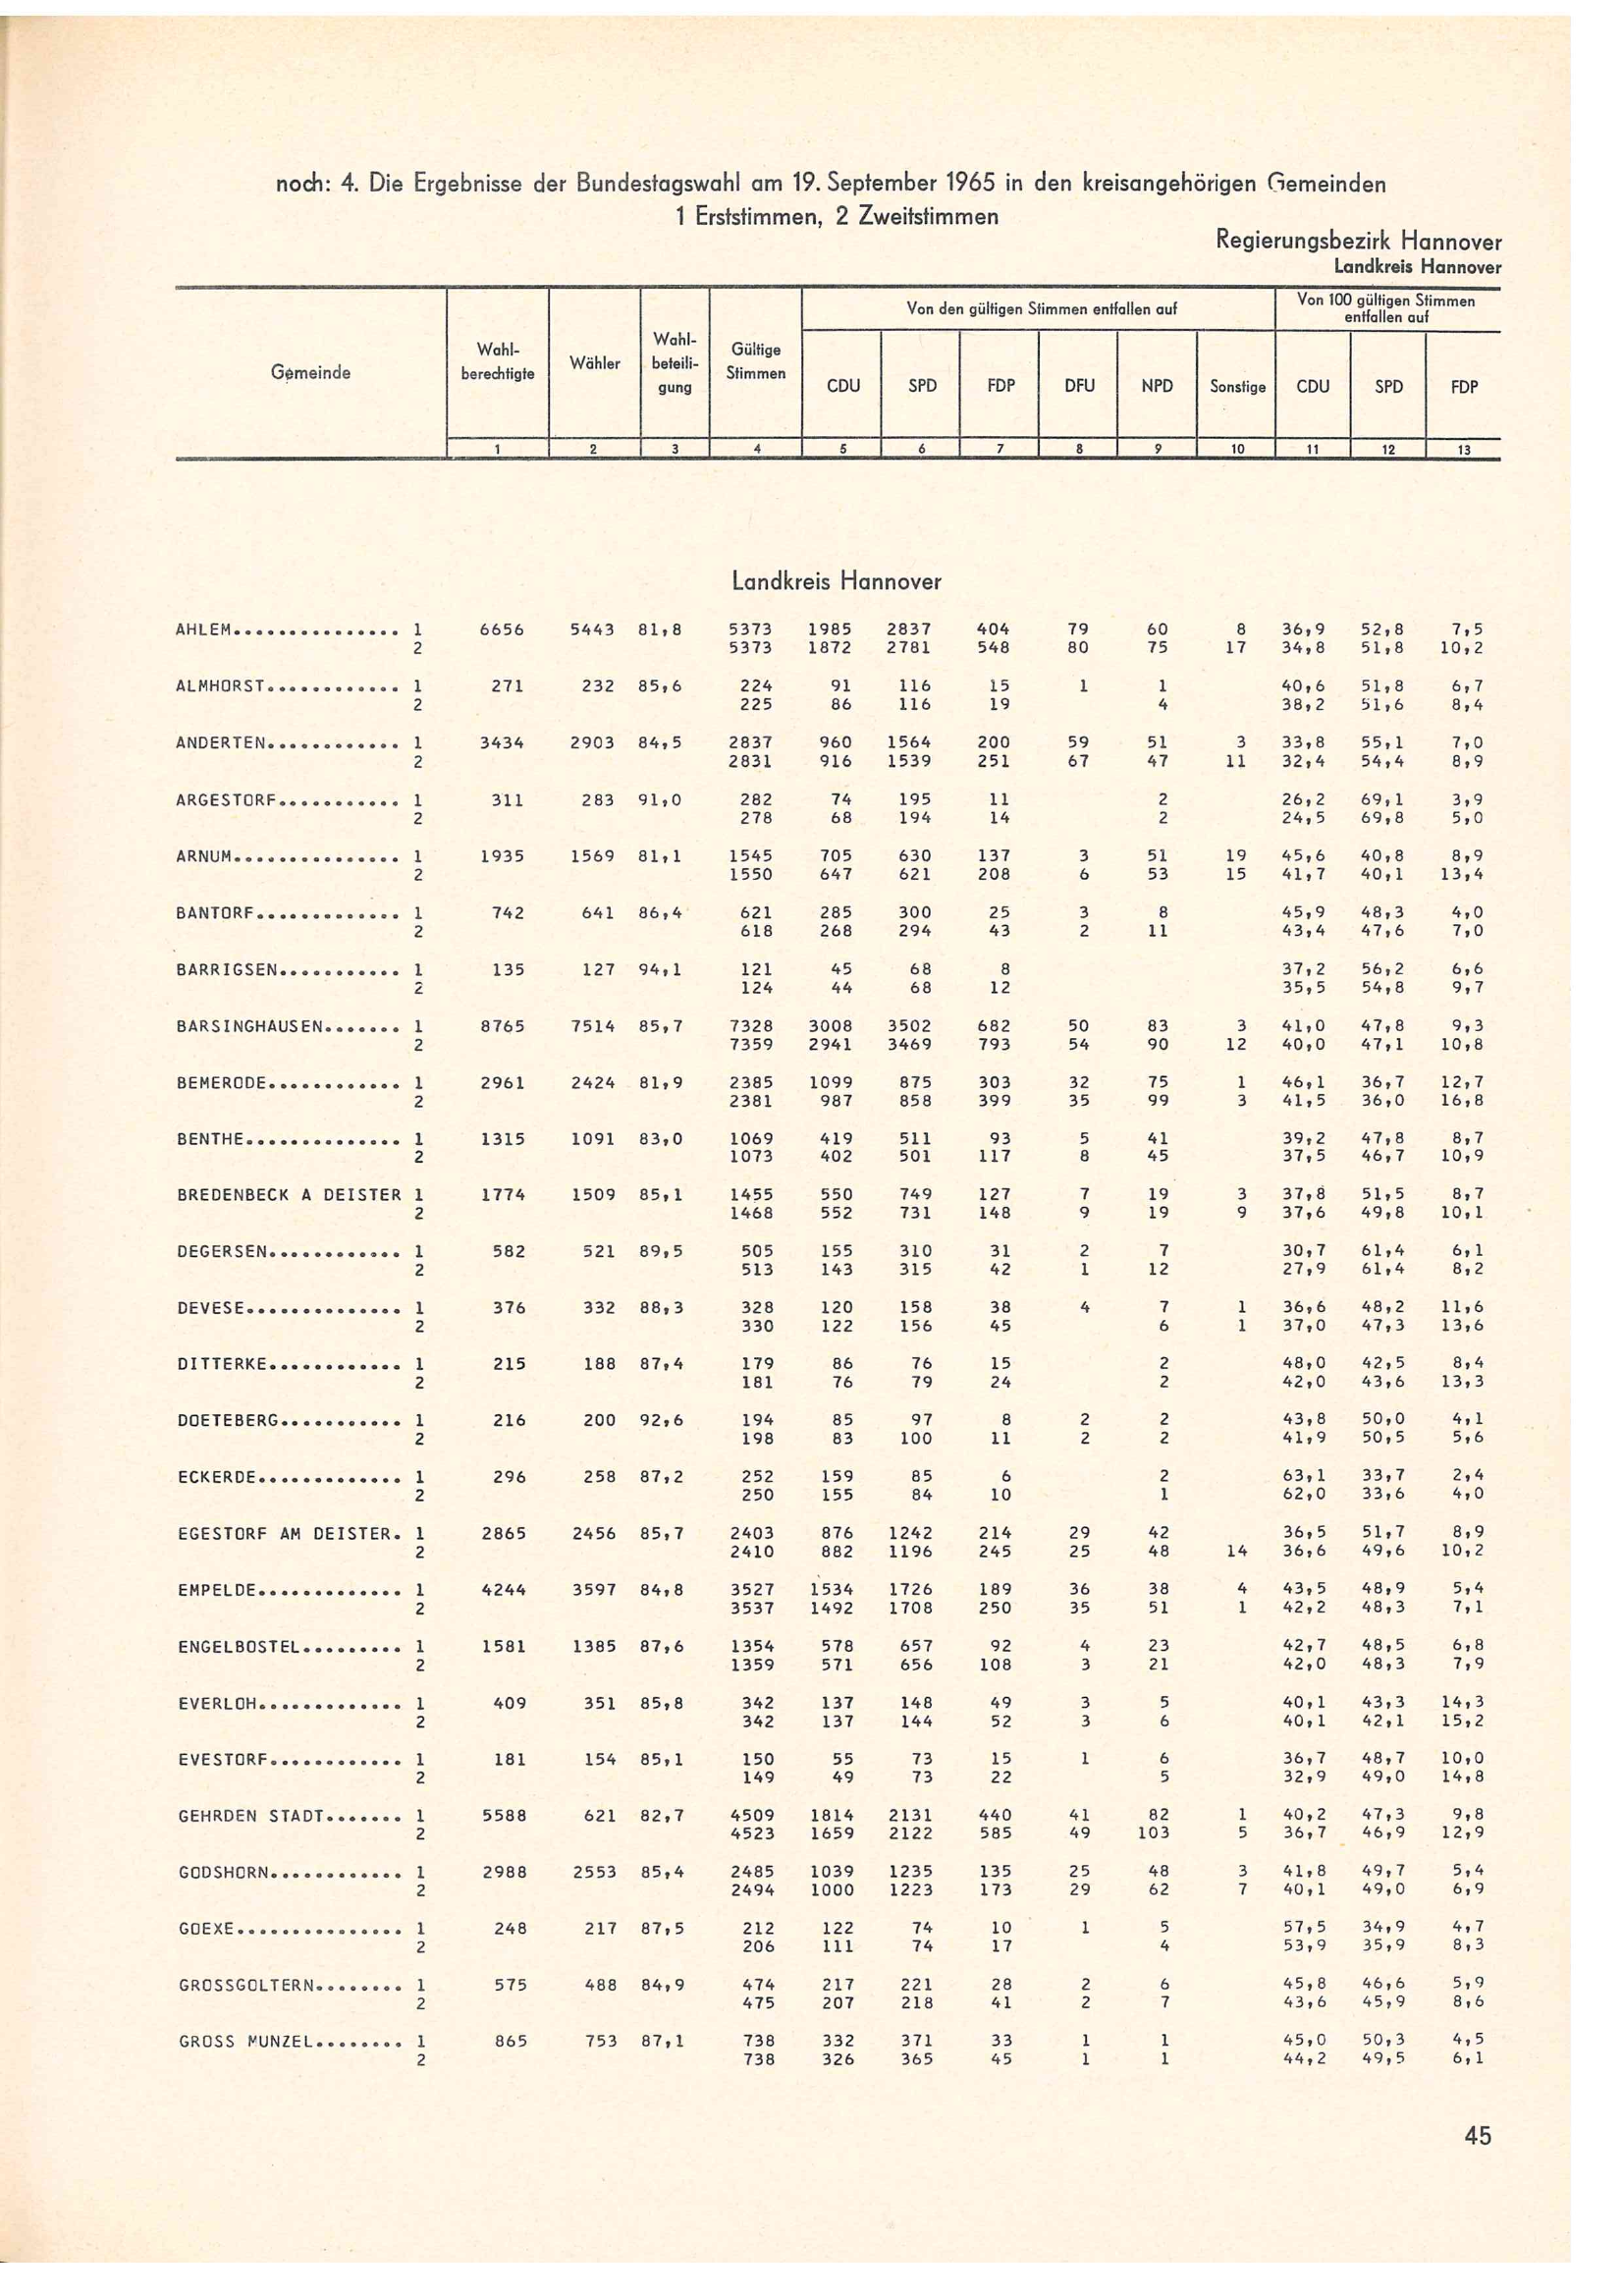 noch: 4. Die Ergebnisse der Bundestagswahl am 19. September 1965 in den kreisangehörigen Gemeinden
1 Erststimmen, 2 Zweitstimmen
Regierungsbezirk Hannover
Landkreis Hannover
Gemeinde Wahl-berechtigte Wähler Wahl-beteili-gung Gültige Stimmen Von den gültigen Stimmen entfallen auf Von 100 gültigen Stimmen entfallen auf
CDU SPD FDP DFU NPD Sonstige CDU SPD FDP
1 2 3 4 5 6 7 8 9 10 11 12 13
Landkreis Hannover
AHLEM............... 1 6656 5443 81,8 5373 1985 2837 404 79 60 8 36,9 52,8 7,5
2 5373 1872 2781 548 80 75 17 34,8 51,8 10,2
ALMHORST............ 1 271 232 85,6 224 91 116 15 1 1 40,6 51,8 6,7
2 225 86 116 19 4 38,2 51,6 8,4
ANDERTEN............ 1 3434 2903 84,5 2837 960 1564 200 59 51 3 33,8 55,1 7,0
2 2831 916 1539 251 67 47 11 32,4 54,4 8,9
ARGESTORF........... 1 311 283 91,0 282 74 195 11 2 26,2 69,1 3,9
2 278 68 194 14 2 24,5 69,8 5,0
ARNUM............... 1 1935 1569 81,1 1545 705 630 137 3 51 19 45,6 40,8 8,9
2 1550 647 621 208 6 53 15 41,7 40,1 13,4
BANTORF............. 1 742 641 86,4 621 285 300 25 3 8 45,9 48,3 4,0
2 618 268 294 43 2 11 43,4 47,6 7,0
BARRIGSEN........... 1 135 127 94,1 121 45 68 8 37,2 56,2 6,6
2 124 44 68 12 35,5 54,8 9,7
BARSINGHAUSEN....... 1 8765 7514 85,7 7328 3008 3502 682 50 83 3 41,0 47,8 9,3
2 7359 2941 3469 793 54 90 12 40,0 47,1 10,8
BEMERODE............ 1 2961 2424 81,9 2385 1099 875 303 32 75 1 46,1 36,7 12,7
2 2381 987 858 399 35 99 3 41,5 36,0 16,8
BENTHE.............. 1 1315 1091 83,0 1069 419 511 93 5 41 39,2 47,8 8,7
2 1073 402 501 117 8 45 37,5 46,7 10,9
BREDENBECK A DEISTER 1 1774 1509 85,1 1455 550 749 127 7 19 3 37,8 51,5 8,7
2 1468 552 731 148 9 19 9 37,6 49,8 10,1
DEGERSEN............ 1 582 521 89,5 505 155 310 31 2 7 30,7 61,4 6,1
2 513 143 315 42 1 12 27,9 61,4 8,2
DEVESE.............. 1 376 332 88,3 328 120 158 38 4 7 1 36,6 48,2 11,6
2 330 122 156 45 6 1 37,0 47,3 13,6
DITTERKE............ 1 215 188 87,4 179 86 76 15 2 48,0 42,5 8,4
2 181 76 79 24 2 42,0 43,6 13,3
DOETEBERG........... 1 216 200 92,6 194 85 97 8 2 2 43,8 50,0 4,1
2 198 83 100 11 2 2 41,9 50,5 5,6
ECKERDE............. 1 296 258 87,2 252 159 85 6 2 63,1 33,7 2,4
2 250 155 84 10 1 62,0 33,6 4,0
EGESTORF AM DEISTER. 1 2865 2456 85,7 2403 876 1242 214 29 42 36,5 51,7 8,9
2 2410 882 1196 245 25 48 14 36,6 49,6 10,2
EMPELDE............. 1 4244 3597 84,8 3527 1534 1726 189 36 38 4 43,5 48,9 5,4
2 3537 1492 1708 250 35 51 1 42,2 48,3 7,1
ENGELBOSTEL......... 1 1581 1385 87,6 1354 578 657 92 4 23 42,7 48,5 6,8
2 1359 571 656 108 3 21 42,0 48,3 7,9
EVERLOH............. 1 409 351 85,8 342 137 148 49 3 5 40,1 43,3 14,3
2 342 137 144 52 3 6 40,1 42,1 15,2
EVESTORF............ 1 181 154 85,1 150 55 73 15 1 6 36,7 48,7 10,0
2 149 49 73 22 5 32,9 49,0 14,8
GEHRDEN STADT....... 1 5588 621 82,7 4509 1814 2131 440 41 82 1 40,2 47,3 9,8
2 4523 1659 2122 585 49 103 5 36,7 46,9 12,9
GODSHORN............ 1 2988 2553 85,4 2485 1039 1235 135 25 48 3 41,8 49,7 5,4
2 2494 1000 1223 173 29 62 7 40,1 49,0 6,9
GOEXE............... 1 248 217 87,5 212 122 74 10 1 5 57,5 34,9 4,7
2 206 111 74 17 4 53,9 35,9 8,3
GROSSGOLTERN........ 1 575 488 84,9 474 217 221 28 2 6 45,8 46,6 5,9
2 475 207 218 41 2 7 43,6 45,9 8,6
GROSS MUNZEL........ 1 865 753 87,1 738 332 371 33 1 1 45,0 50,3 4,5
2 738 326 365 45 1 1 44,2 49,5 6,1
45